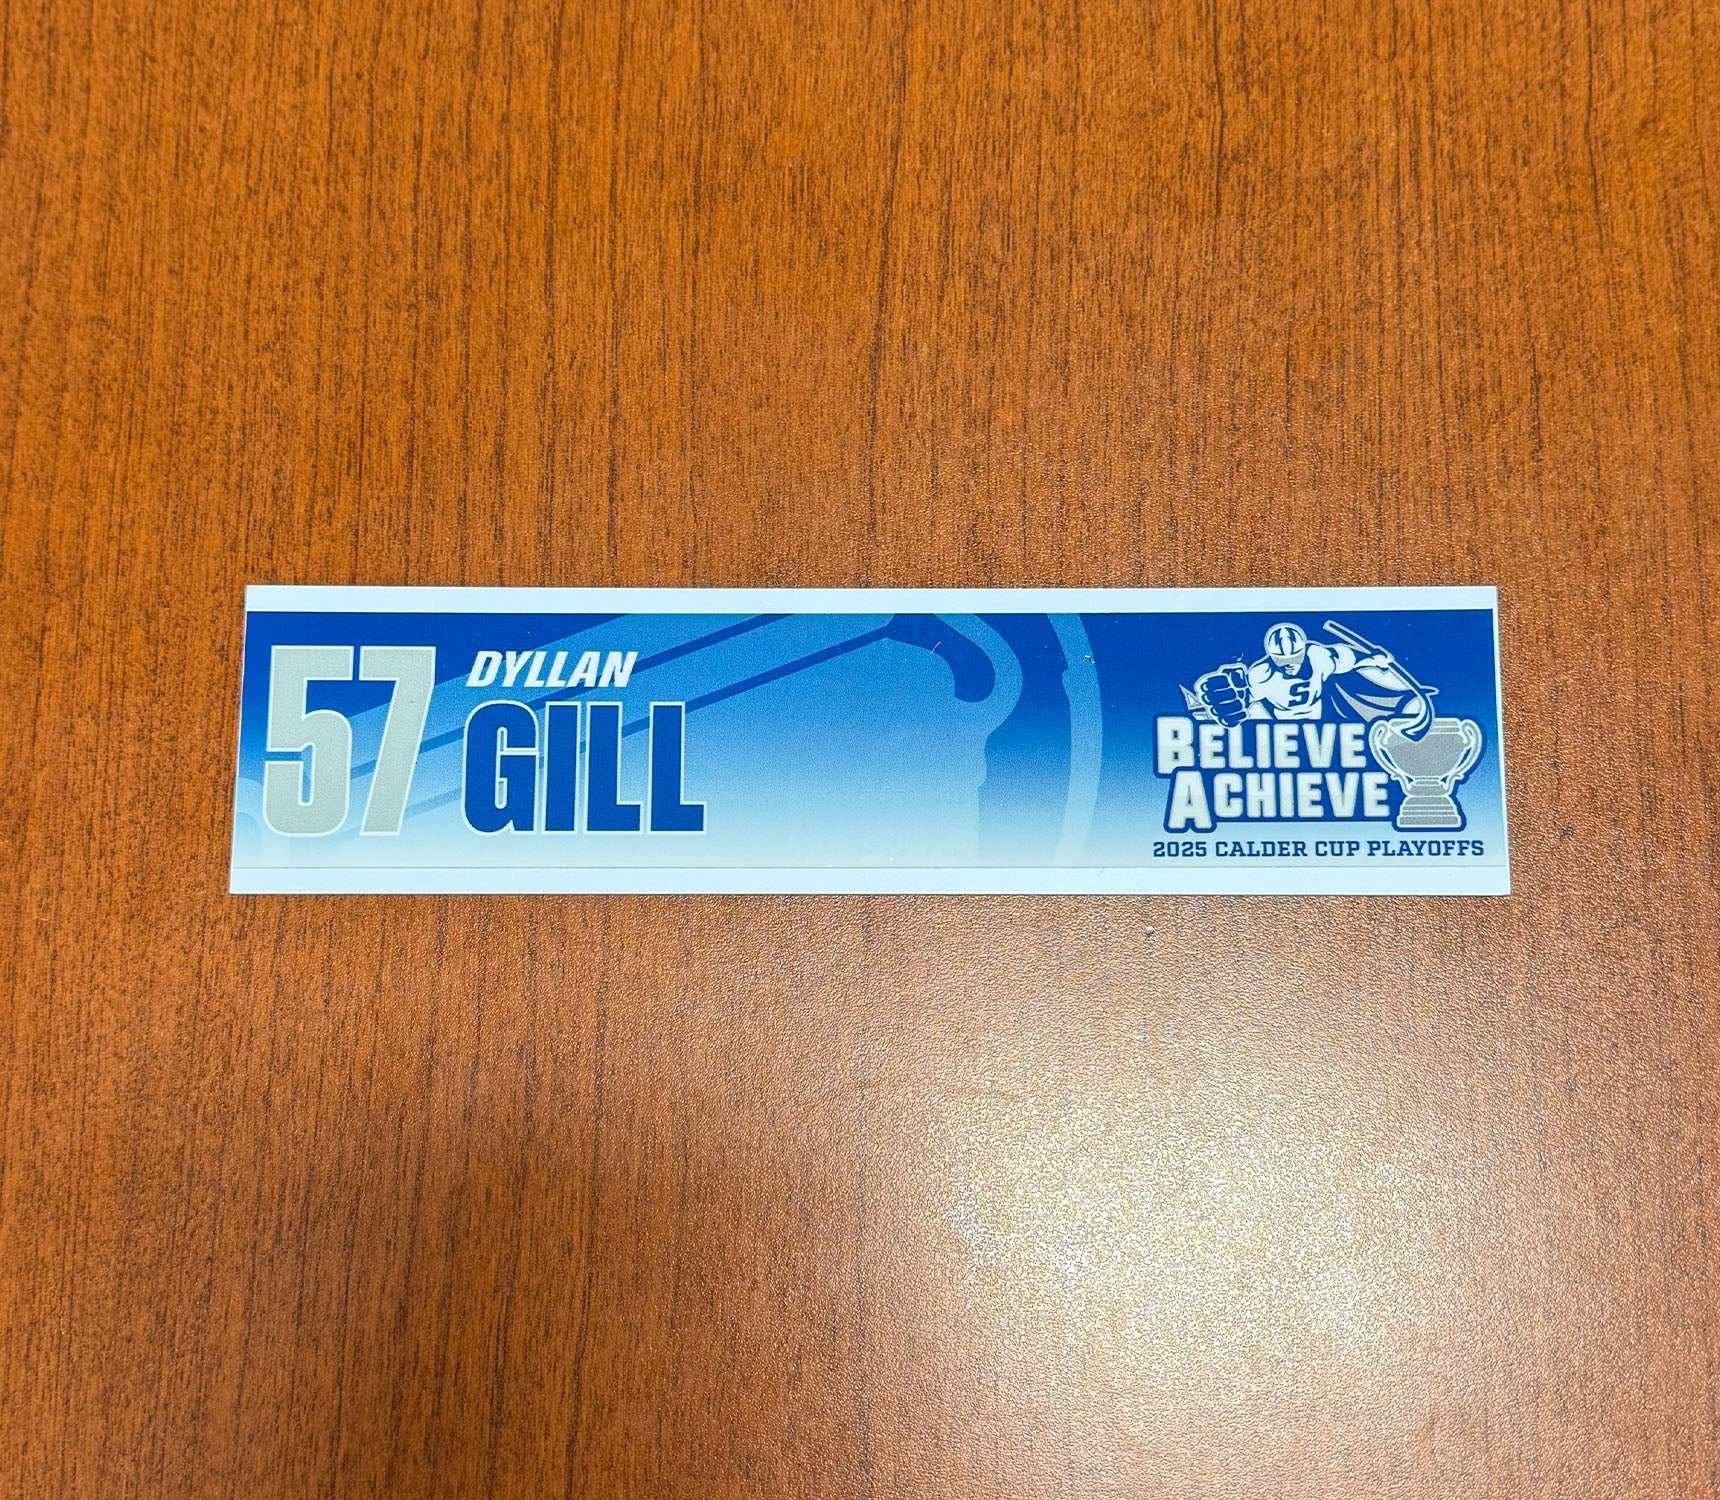 57
DYLLAN
GILL
S
BELIEVE
ACHIEVE
2025 CALDER CUP PLAYOFFS